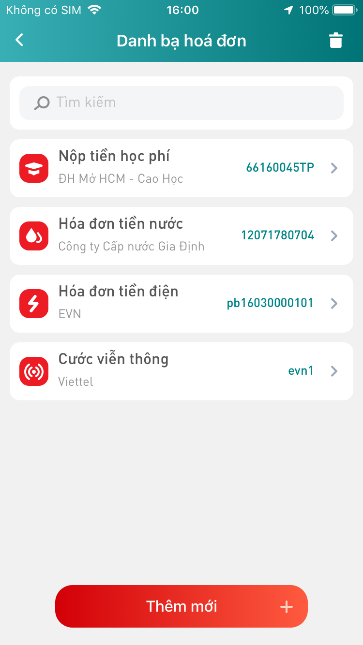 Không có SIM 16:00 100%
Danh bạ hoá đơn
Tìm kiếm
Nộp tiền học phí
ĐH Mở HCM - Cao Học
66160045TP
Hóa đơn tiền nước
Công ty Cấp nước Gia Định
12071780704
Hóa đơn tiền điện
EVN
pb16030000101
Cước viễn thông
Viettel
evn1
Thêm mới +